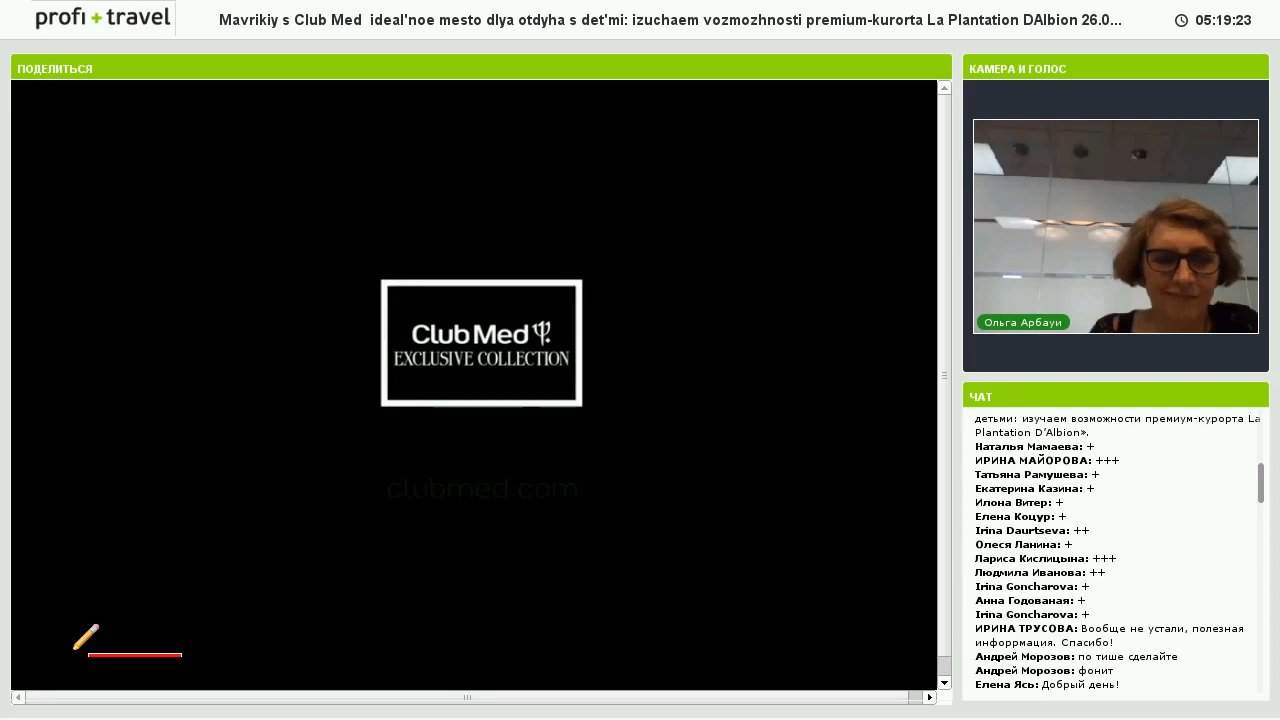 profi + travel
Mavrikiy s Club Med ideal'noe mesto dlya otdyha s det'mi: izuchaem vozmozhnosti premium-kurorta La Plantation DAlbion 26.0...
05:19:23
ПОДЕЛИТЬСЯ
Club Med
EXCLUSIVE COLLECTION
clubmed.com
КАМЕРА И ГОЛОС
Ольга Арбауи
ЧАТ
детьми: изучаем возможности премиум-курорта La
Plantation D'Albion».
Наталья Мамаева: +
ИРИНА МАЙОРОВА: +++
Татьяна Рамушева: +
Екатерина Казина: +
Илона Витер: +
Елена Коцур: +
Irina Daurtseva: ++
Олеся Ланина: +
Лариса Кислицына: +++
Людмила Иванова: ++
Irina Goncharova: +
Анна Годованая: +
Irina Goncharova: +
ИРИНА ТРУСОВА: Вообще не устали, полезная
инфоррмация. Спасибо!
Андрей Морозов: по тише сделайте
Андрей Морозов: фонит
Елена Ясь: Добрый день!